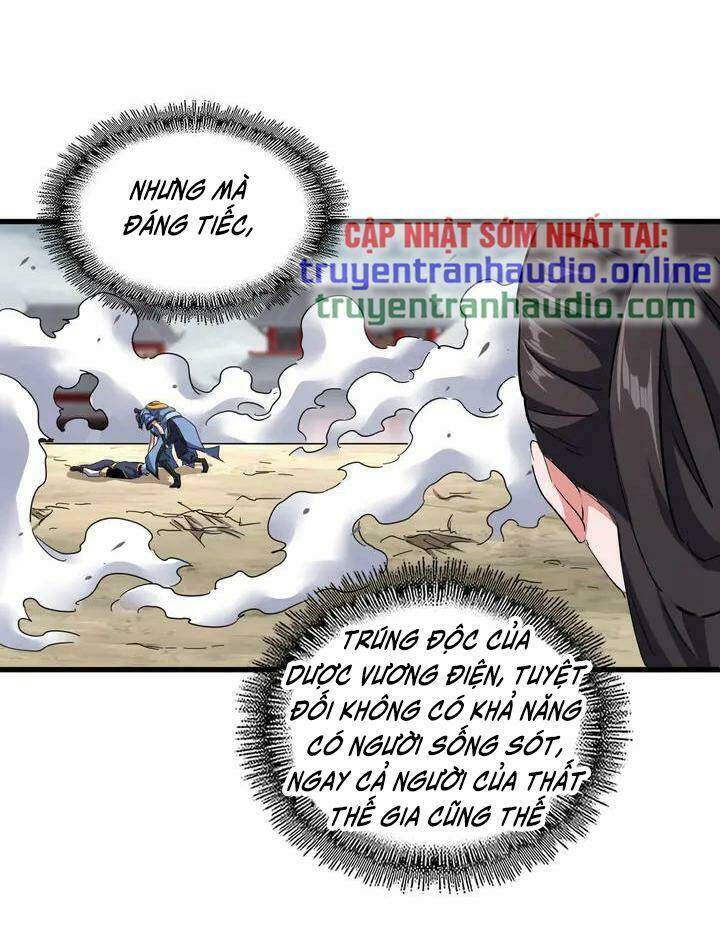 NHƯNG MÀ
ĐÁNG TIẾC,
CẬP NHẬT SỚM NHẤT TẠI:
truyentranhaudio.online
truyentranhaudio.com
TRÚNG ĐỘC CỦA
DƯỢC VƯƠNG ĐIỆN, TUYỆT
ĐỐI KHÔNG CÓ KHẢ NĂNG
CÓ NGƯỜI SỐNG SÓT,
NGAY CẢ NGƯỜI CỦA THẤT
THẾ GIA CŨNG THẾ